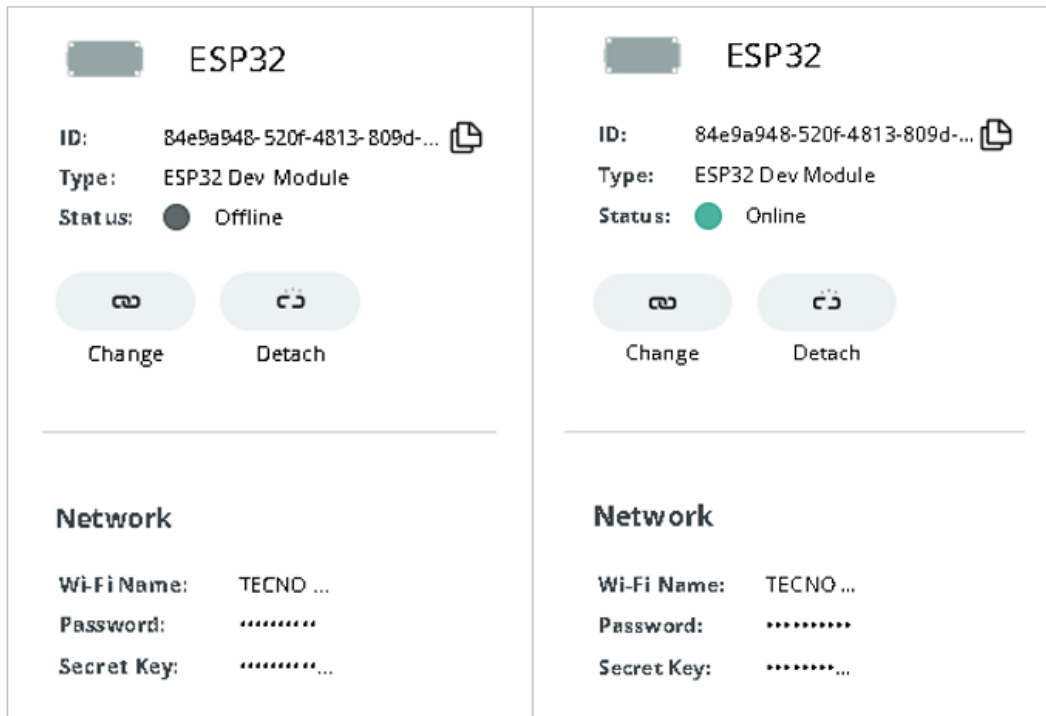 ESP32
ID: 84e9a948-520f-4813-809d-...
Type: ESP32 Dev Module
Status: Offline
Change Detach
Network
Wi-Fi Name: TECNO ...
Password: ••••••••••
Secret Key: ••••••••••...
ESP32
ID: 84e9a948-520f-4813-809d-...
Type: ESP32 Dev Module
Status: Online
Change Detach
Network
Wi-Fi Name: TECNO ...
Password: ••••••••••
Secret Key: ••••••••...